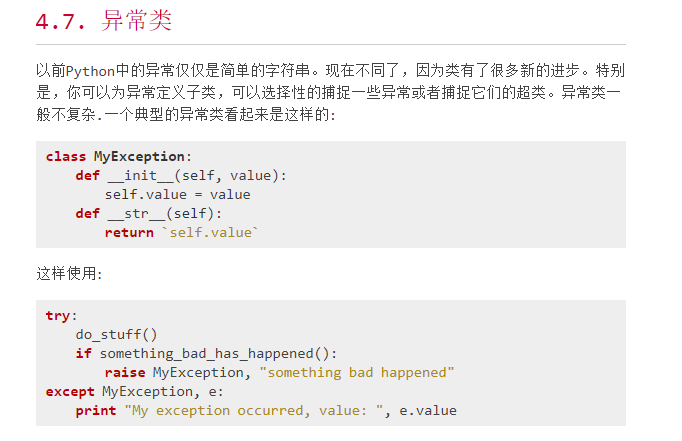 4.7. 异常类
以前Python中的异常仅仅是简单的字符串。现在不同了，因为类有了很多新的进步。特别
是，你可以为异常定义子类，可以选择性的捕捉一些异常或者捕捉它们的超类。异常类一
般不复杂.一个典型的异常类看起来是这样的:
class MyException:
    def __init__(self, value):
        self.value = value
    def __str__(self):
        return `self.value`
这样使用:
try:
    do_stuff()
    if something_bad_has_happened():
        raise MyException, "something bad happened"
except MyException, e:
    print "My exception occurred, value: ", e.value